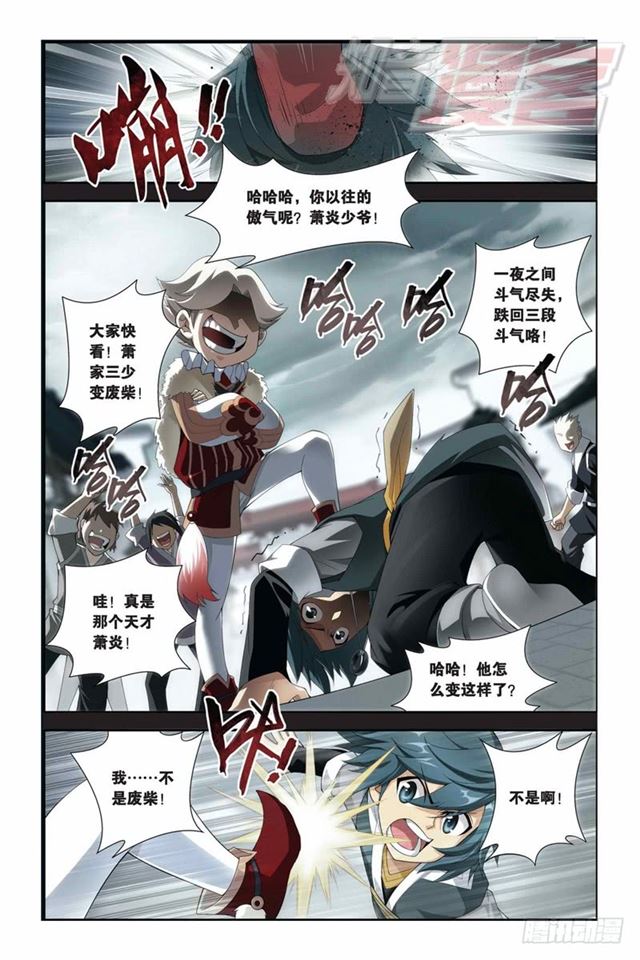 知音漫客
嘣!!
哈哈哈，你以往的
傲气呢？萧炎少爷！
大家快
看！萧
家三少
变废柴！
哈 哈 哈
一夜之间
斗气尽失，
跌回三段
斗气咯！
哈
哈 哈
哇！真是
那个天才
萧炎！
哈哈！他怎
么变这样了？
我……不
是废柴！
不是啊！
腾讯动漫